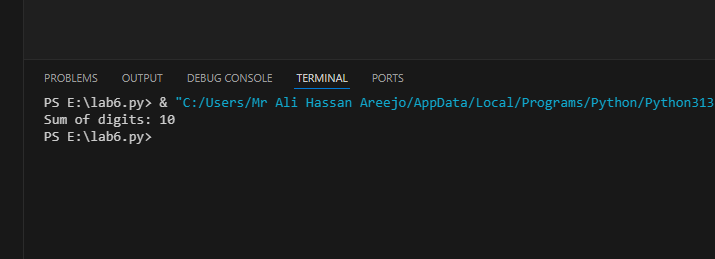 PROBLEMS OUTPUT DEBUG CONSOLE TERMINAL PORTS
PS E:\lab6.py> & "C:/Users/Mr Ali Hassan Areejo/AppData/Local/Programs/Python/Python313
Sum of digits: 10
PS E:\lab6.py>